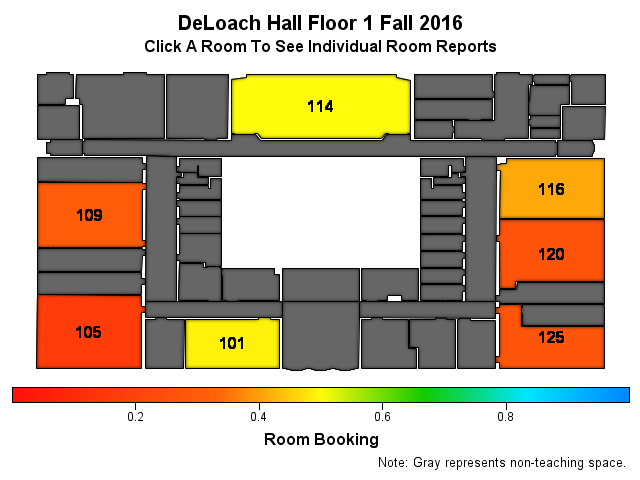 DeLoach Hall Floor 1 Fall 2016
Click A Room To See Individual Room Reports
114
116
109
120
105
101
125
0.2 0.4 0.6 0.8
Room Booking
Note: Gray represents non-teaching space.